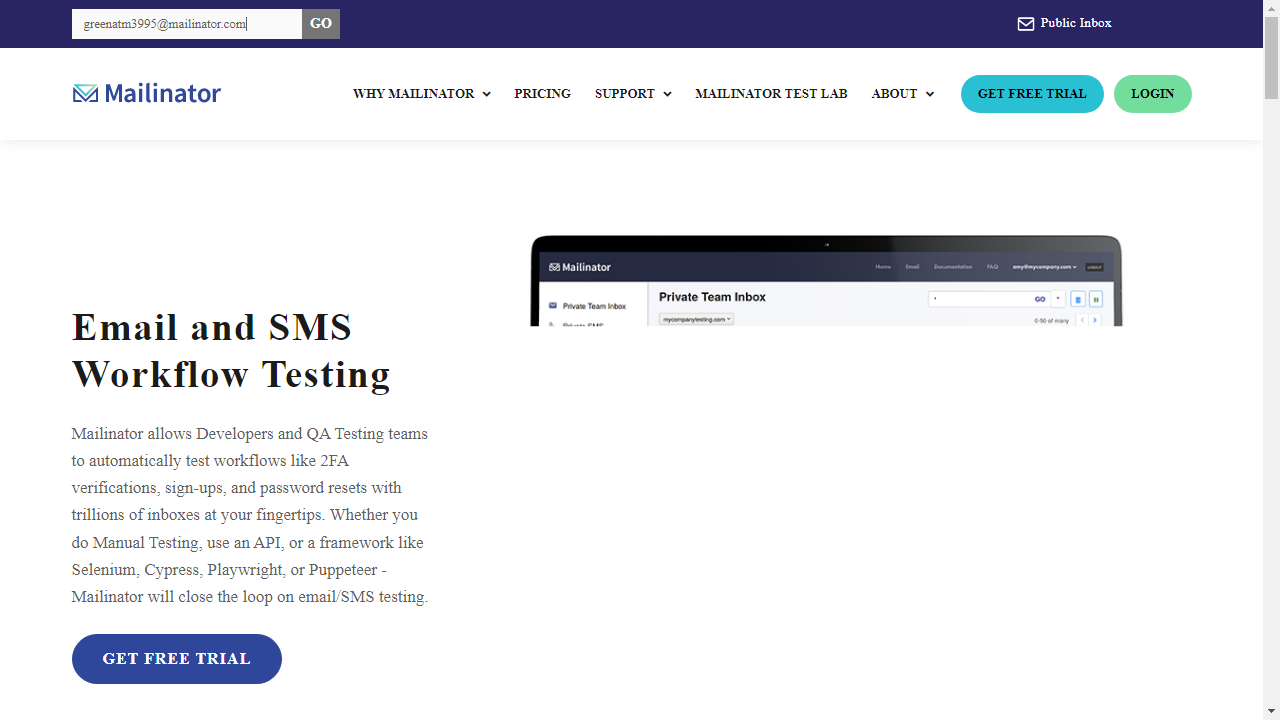 greenatm3995@mailinator.com GO Public Inbox
Mailinator WHY MAILINATOR PRICING SUPPORT MAILINATOR TEST LAB ABOUT GET FREE TRIAL LOGIN
Mailinator Home Email Documentation FAQ amy@mycompany.com LOGOUT
Private Team Inbox Private Team Inbox * GO *
Private SMS mycompanytesting.com 0-50 of many
Email and SMS
Workflow Testing
Mailinator allows Developers and QA Testing teams
to automatically test workflows like 2FA
verifications, sign-ups, and password resets with
trillions of inboxes at your fingertips. Whether you
do Manual Testing, use an API, or a framework like
Selenium, Cypress, Playwright, or Puppeteer -
Mailinator will close the loop on email/SMS testing.
GET FREE TRIAL